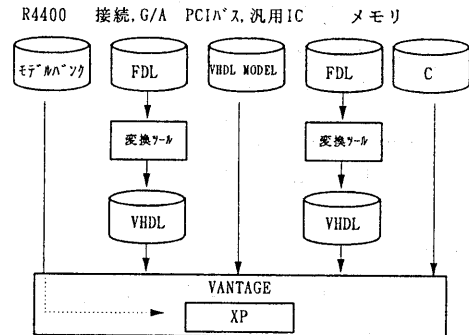 R4400 接続,G/A PCIバス,汎用IC メモリ
モデルバンク FDL VHDL MODEL FDL C
変換ツール 変換ツール
VHDL VHDL
VANTAGE
XP